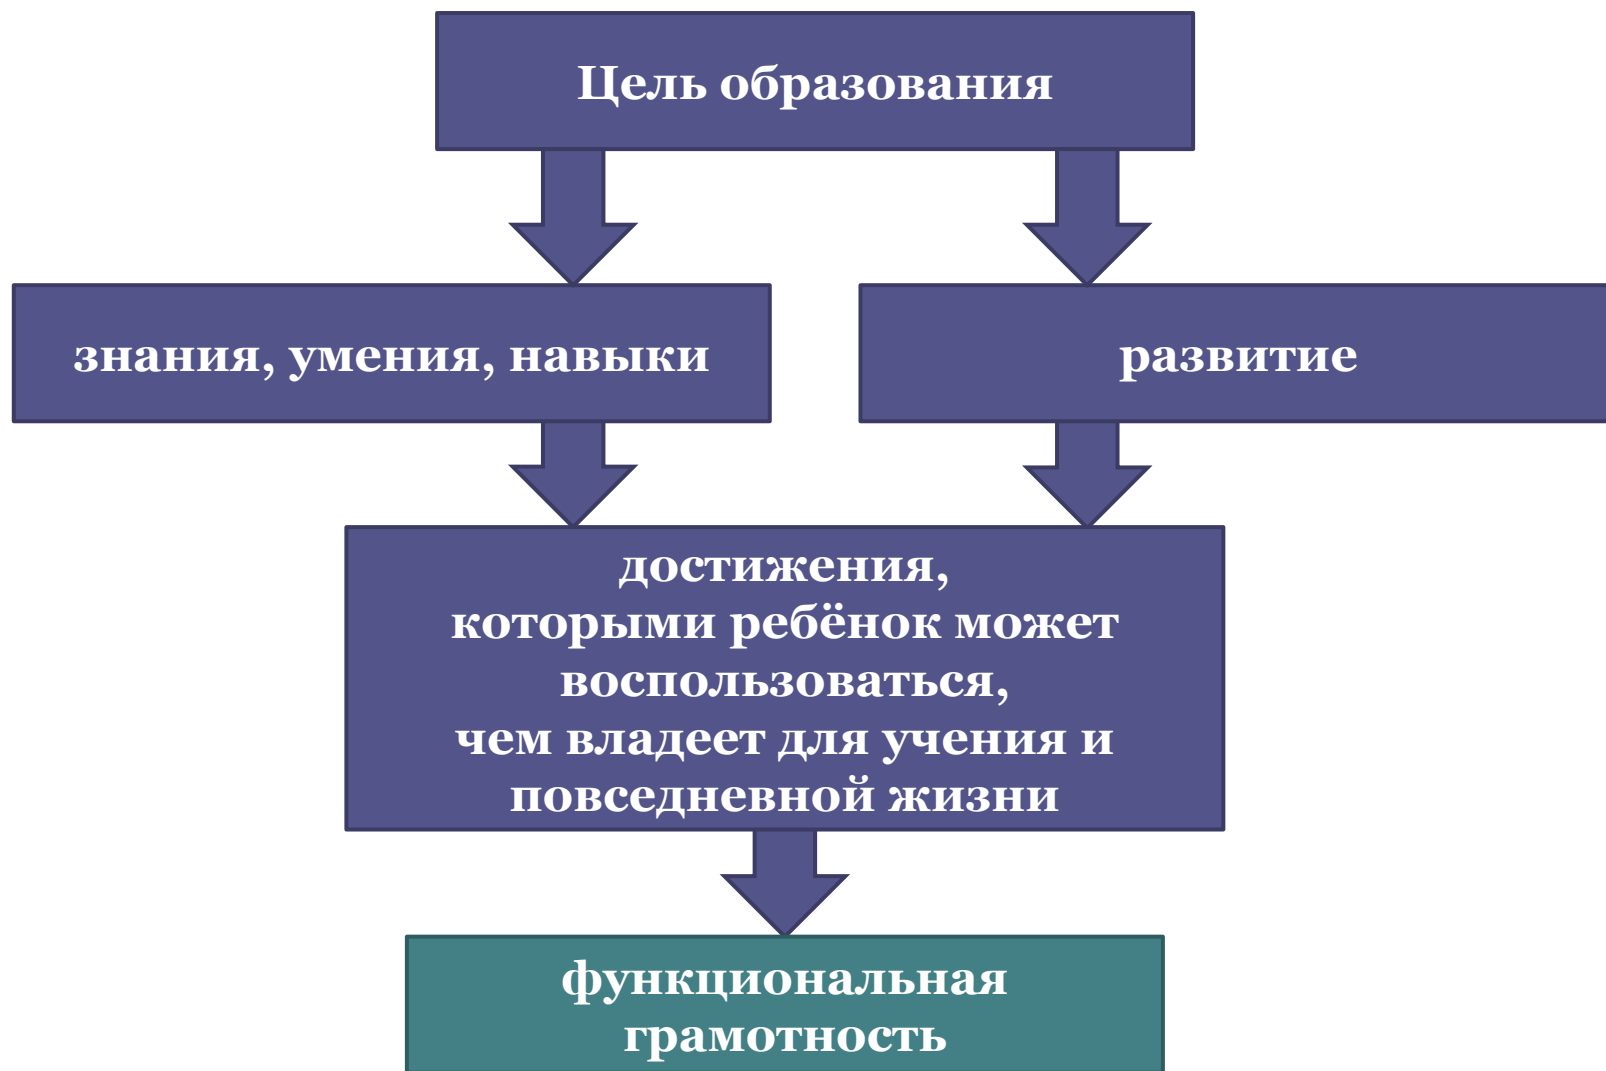 Цель образования
знания, умения, навыки
развитие
достижения,
которыми ребёнок может
воспользоваться,
чем владеет для учения и
повседневной жизни
функциональная
грамотность